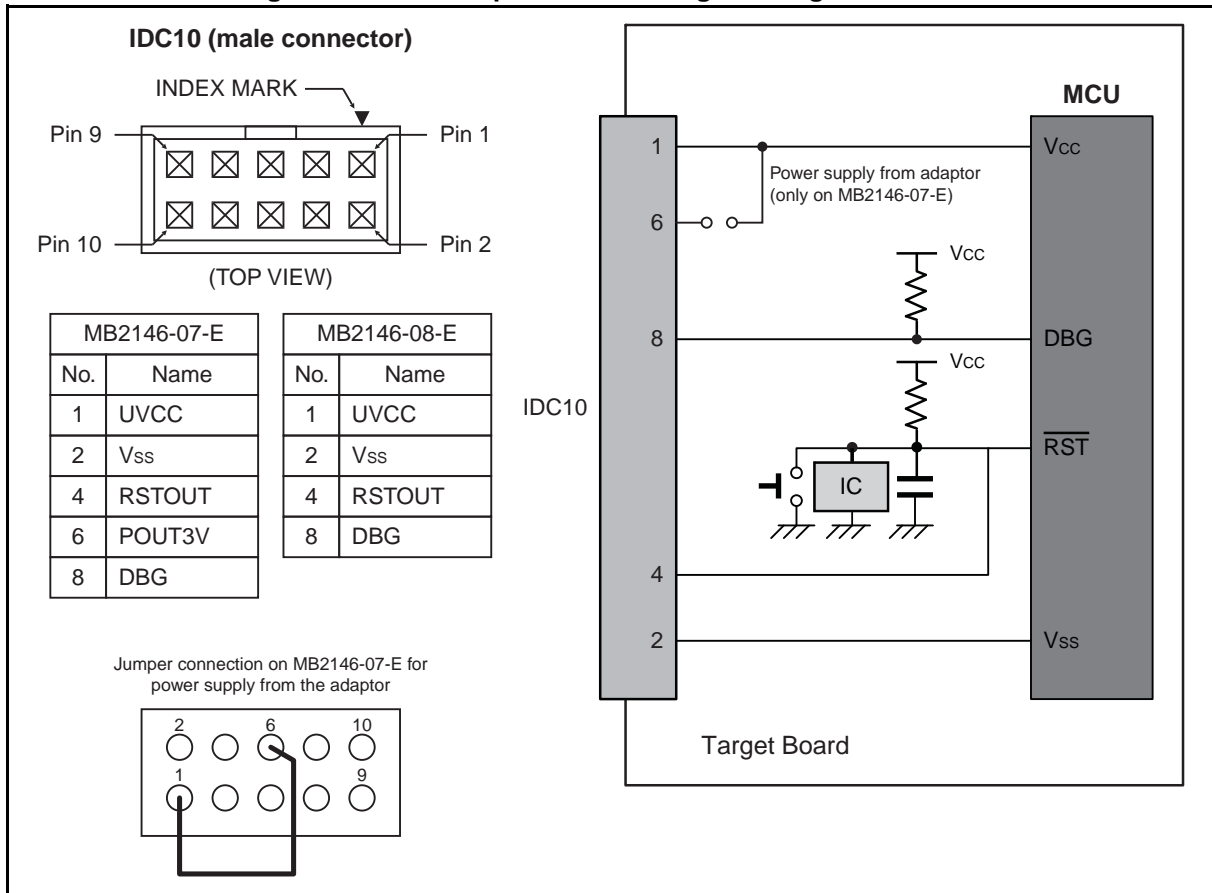 IDC10 (male connector)
INDEX MARK
Pin 9
Pin 1
Pin 10
Pin 2
(TOP VIEW)
MB2146-07-E
No. Name
1 UVCC
2 Vss
4 RSTOUT
6 POUT3V
8 DBG
MB2146-08-E
No. Name
1 UVCC
2 Vss
4 RSTOUT
8 DBG
Jumper connection on MB2146-07-E for
power supply from the adaptor
2 6 10
1 9
IDC10
1
6
8
4
2
Power supply from adaptor
(only on MB2146-07-E)
Vcc
Vcc
IC
MCU
Vcc
DBG
RST
Vss
Target Board